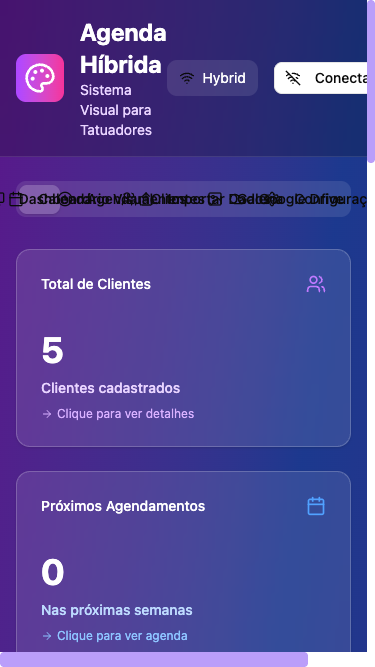 Agenda
Híbrida
Sistema
Visual para
Tatuadores
Hybrid
Conecta
Total de Clientes
5
Clientes cadastrados
→ Clique para ver detalhes
Próximos Agendamentos
0
Nas próximas semanas
→ Clique para ver agenda